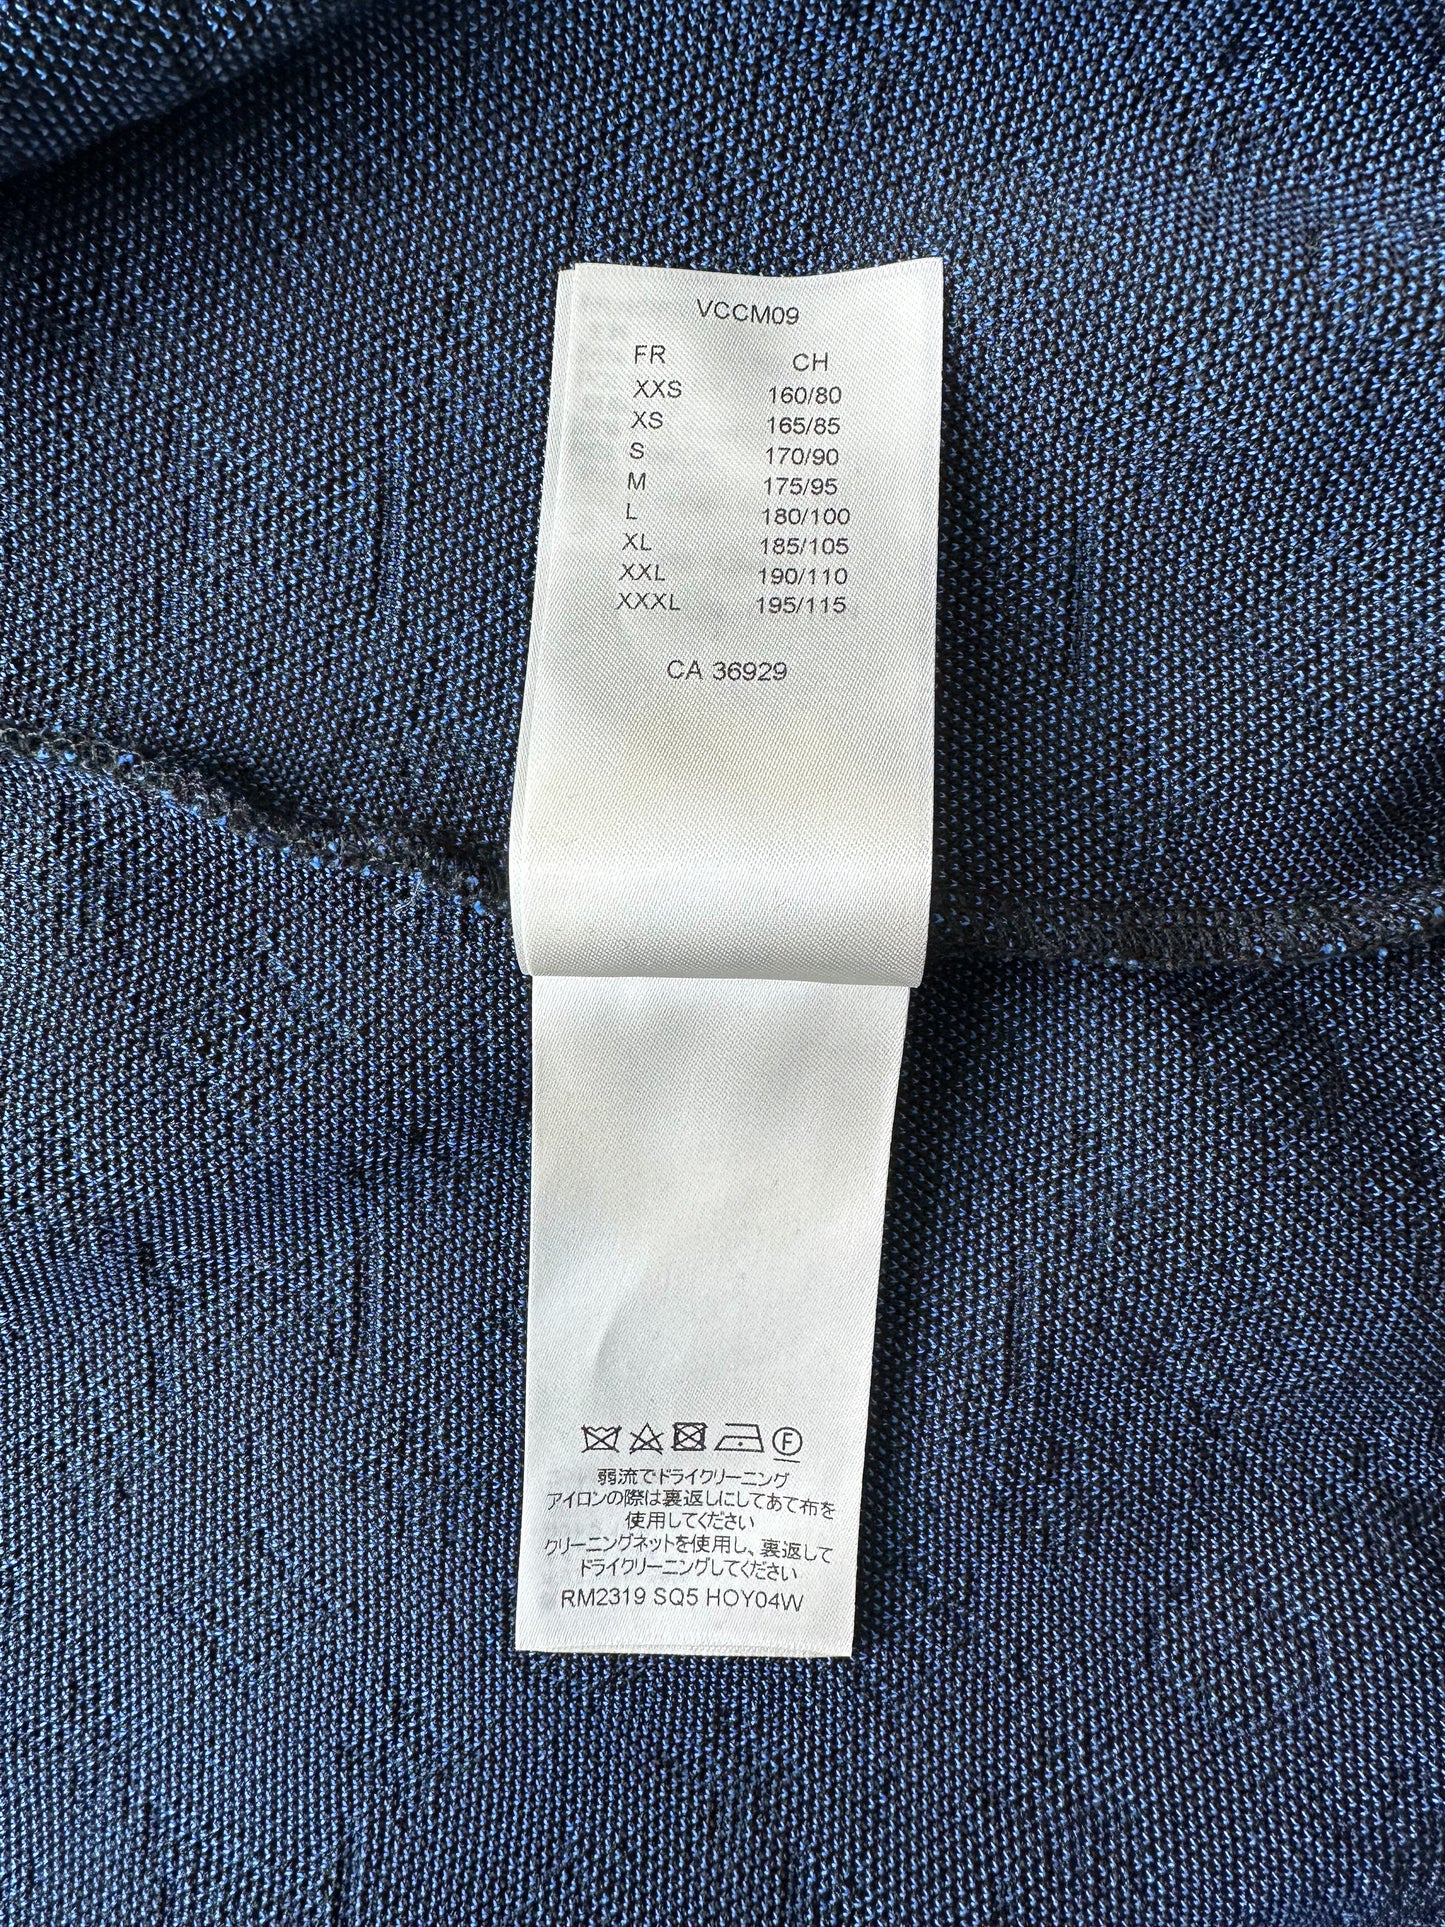 VCCM09
FR CH
XXS 160/80
XS 165/85
S 170/90
M 175/95
L 180/100
XL 185/105
XXL 190/110
XXXL 195/115
CA 36929
F
弱流でドライクリーニング
アイロンの際は裏返しにしてあて布を
使用してください
クリーニングネットを使用し、裏返して
ドライクリーニングしてください
RM2319 SQ5 HOY04W